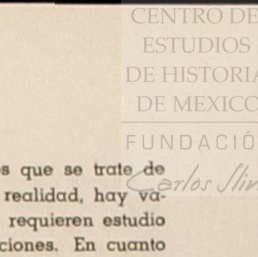 CENTRO DE
ESTUDIOS
DE HISTORIA
DE MEXICO
FUNDACIÓ
Carlos Slim
que se trate de
realidad, hay va-
requieren estudio
ciones. En cuanto